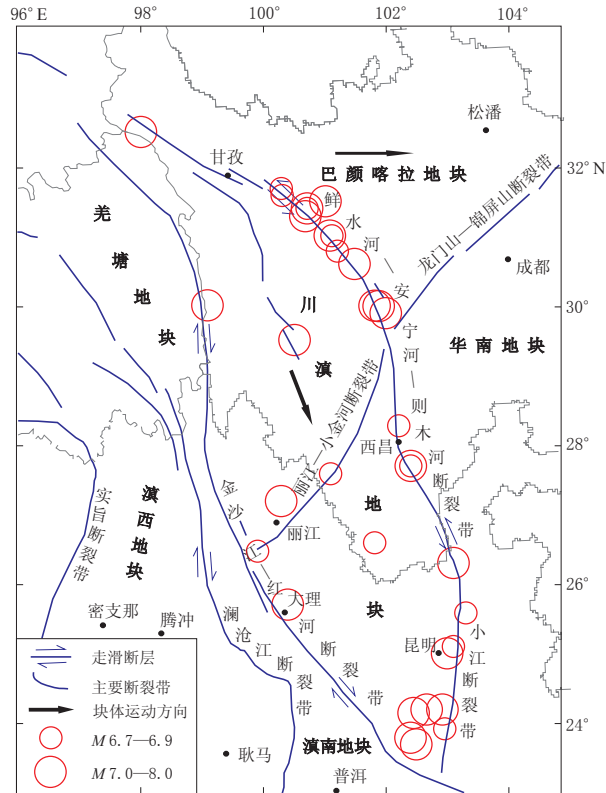 96° E
98°
100°
102°
104°
松潘
甘孜
32° N
巴颜喀拉地块
羌塘地块
鲜水河—安宁河—则木河断裂带
龙门山—锦屏山断裂带
成都
川滇地块
30°
华南地块
丽江—小金河断裂带
西昌
28°
金沙江—红河断裂带
实旨断裂带
滇西地块
丽江
26°
大理
小江断裂带
密支那
腾冲
澜沧江断裂带
昆明
走滑断层
主要断裂带
24°
块体运动方向
M 6.7—6.9
滇南地块
耿马
M 7.0—8.0
普洱